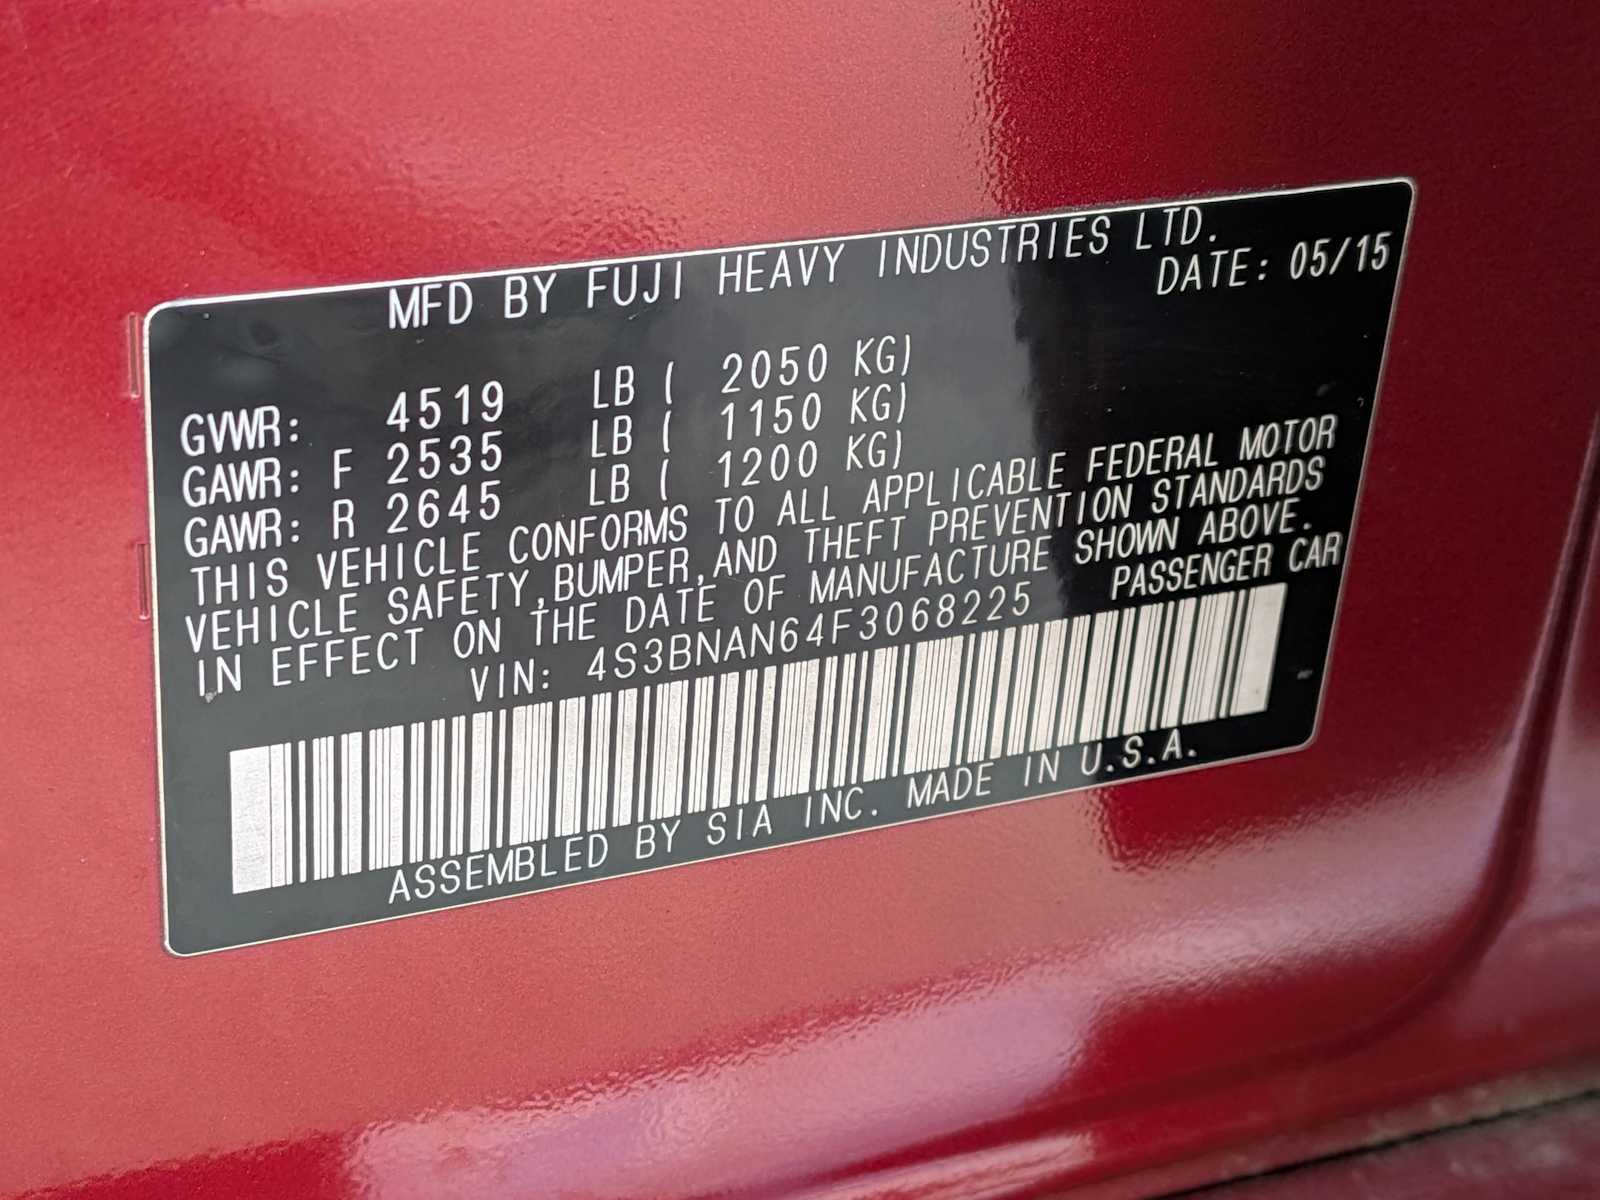 MFD BY FUJI HEAVY INDUSTRIES LTD.
DATE: 05/15
GVWR: 4519 LB ( 2050 KG)
GAWR: F 2535 LB ( 1150 KG)
GAWR: R 2645 LB ( 1200 KG)
THIS VEHICLE CONFORMS TO ALL APPLICABLE FEDERAL MOTOR
VEHICLE SAFETY,BUMPER,AND THEFT PREVENTION STANDARDS
IN EFFECT ON THE DATE OF MANUFACTURE SHOWN ABOVE.
VIN: 4S3BNAN64F3068225 PASSENGER CAR
ASSEMBLED BY SIA INC. MADE IN U.S.A.